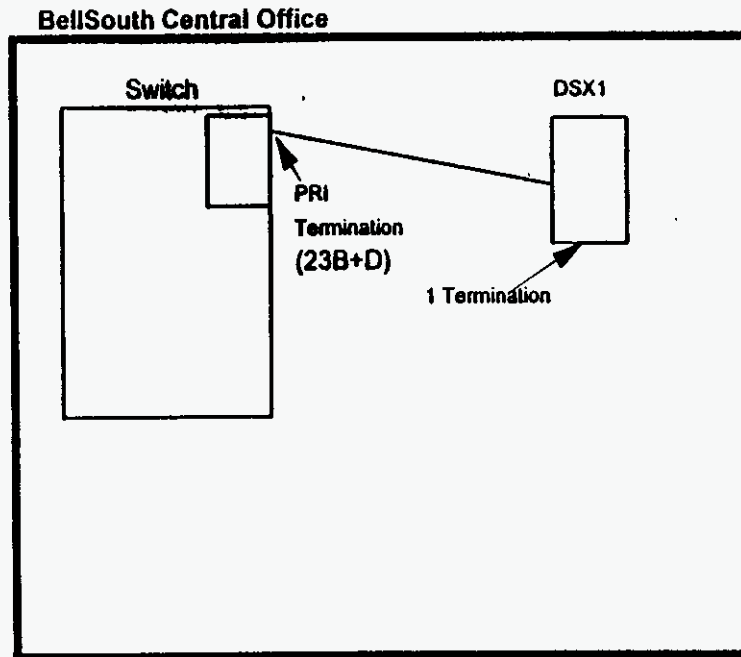 BellSouth Central Office
Switch
DSX1
PRI
Termination
(23B+D)
1 Termination